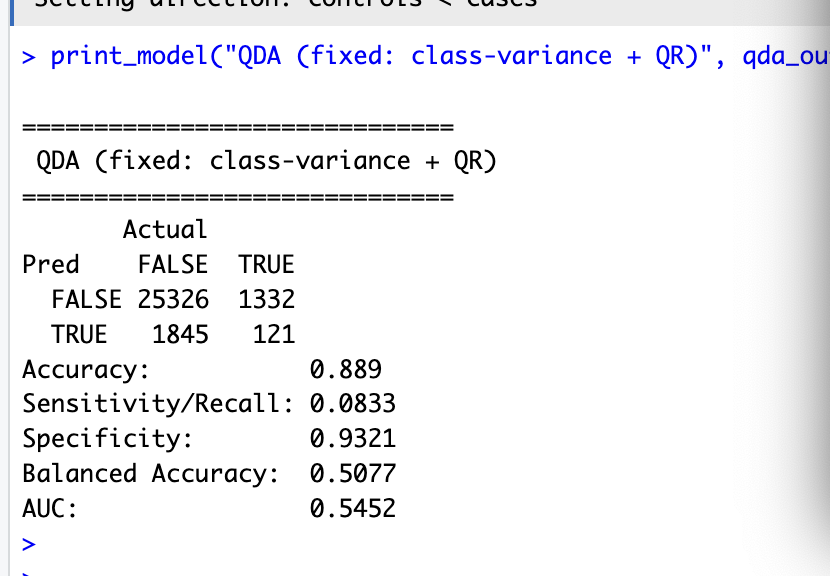 Setting direction: controls < cases
> print_model("QDA (fixed: class-variance + QR)", qda_ou
==============================
 QDA (fixed: class-variance + QR)
==============================
       Actual
Pred    FALSE  TRUE
  FALSE 25326  1332
  TRUE   1845   121
Accuracy:           0.889
Sensitivity/Recall: 0.0833
Specificity:        0.9321
Balanced Accuracy:  0.5077
AUC:                0.5452
>
>